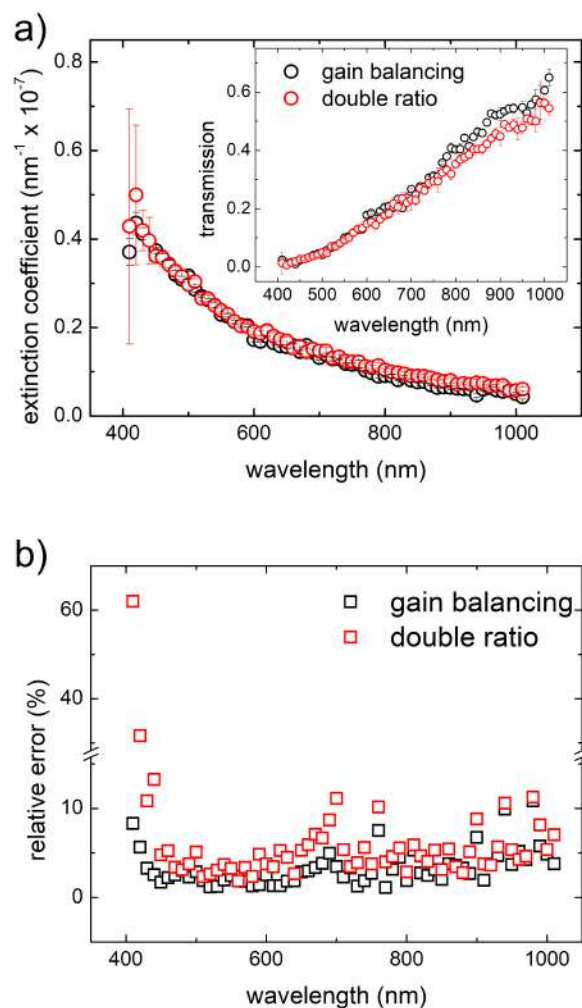 a)
0.8
0.6
0.4
0.2
0.0
extinction coefficient (nm⁻¹ x 10⁻⁷)
400
600
800
1000
wavelength (nm)
gain balancing
double ratio
0.6
0.4
0.2
0.0
transmission
400 500 600 700 800 900 1000
wavelength (nm)
b)
60
40
10
0
relative error (%)
gain balancing
double ratio
400
600
800
1000
wavelength (nm)